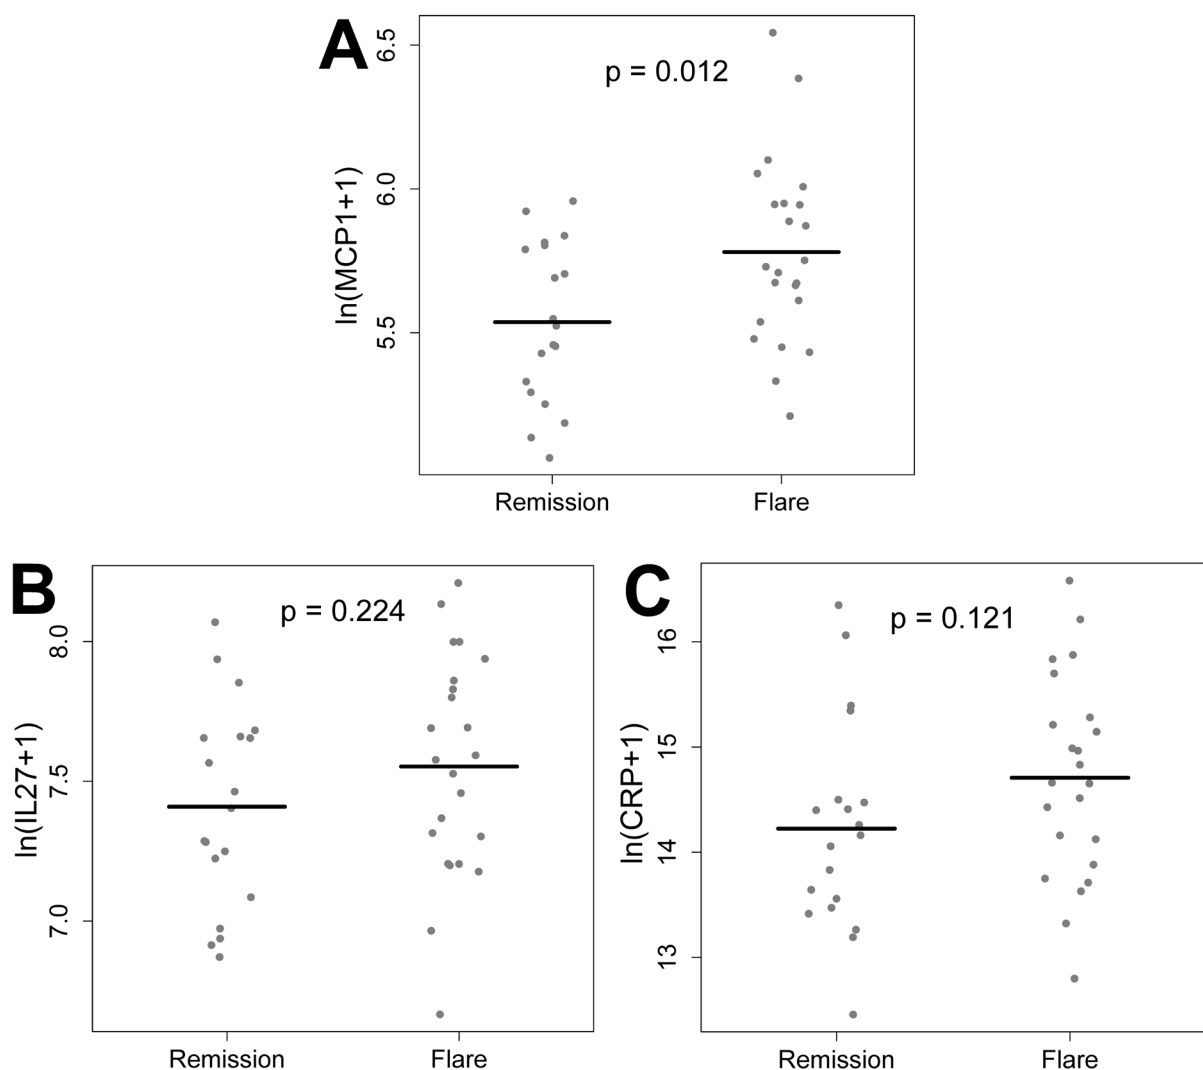 A
p = 0.012
ln(MCP1+1)
6.5
6.0
5.5
Remission Flare
B
p = 0.224
ln(IL27+1)
8.0
7.5
7.0
Remission Flare
C
p = 0.121
ln(CRP+1)
16
15
14
13
Remission Flare